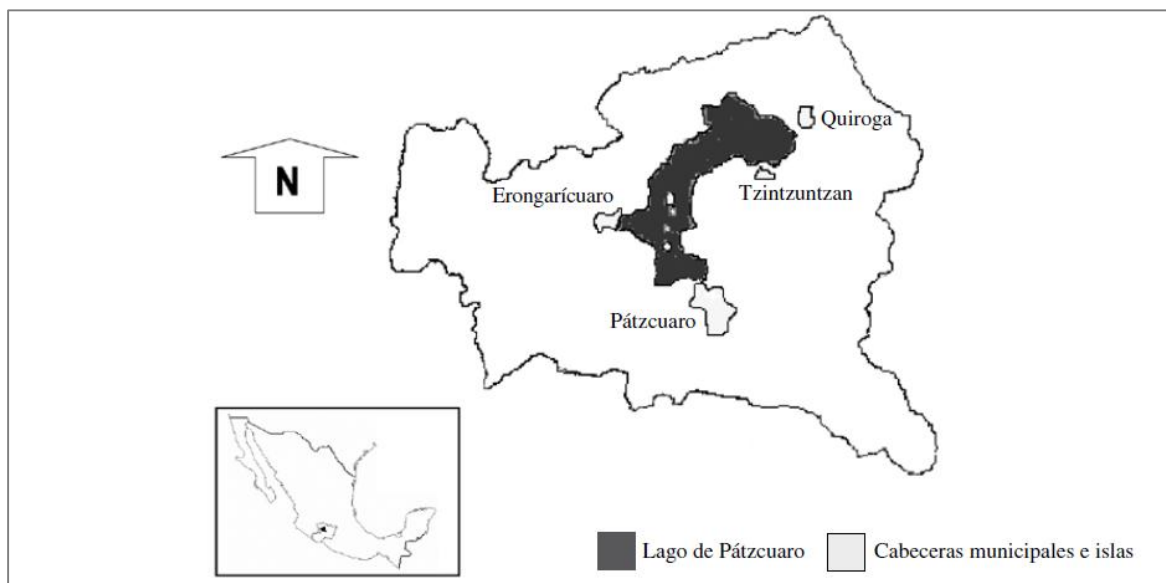 Quiroga
Tzintzuntzan
Erongarícuaro
N
Pátzcuaro
Lago de Pátzcuaro
Cabeceras municipales e islas